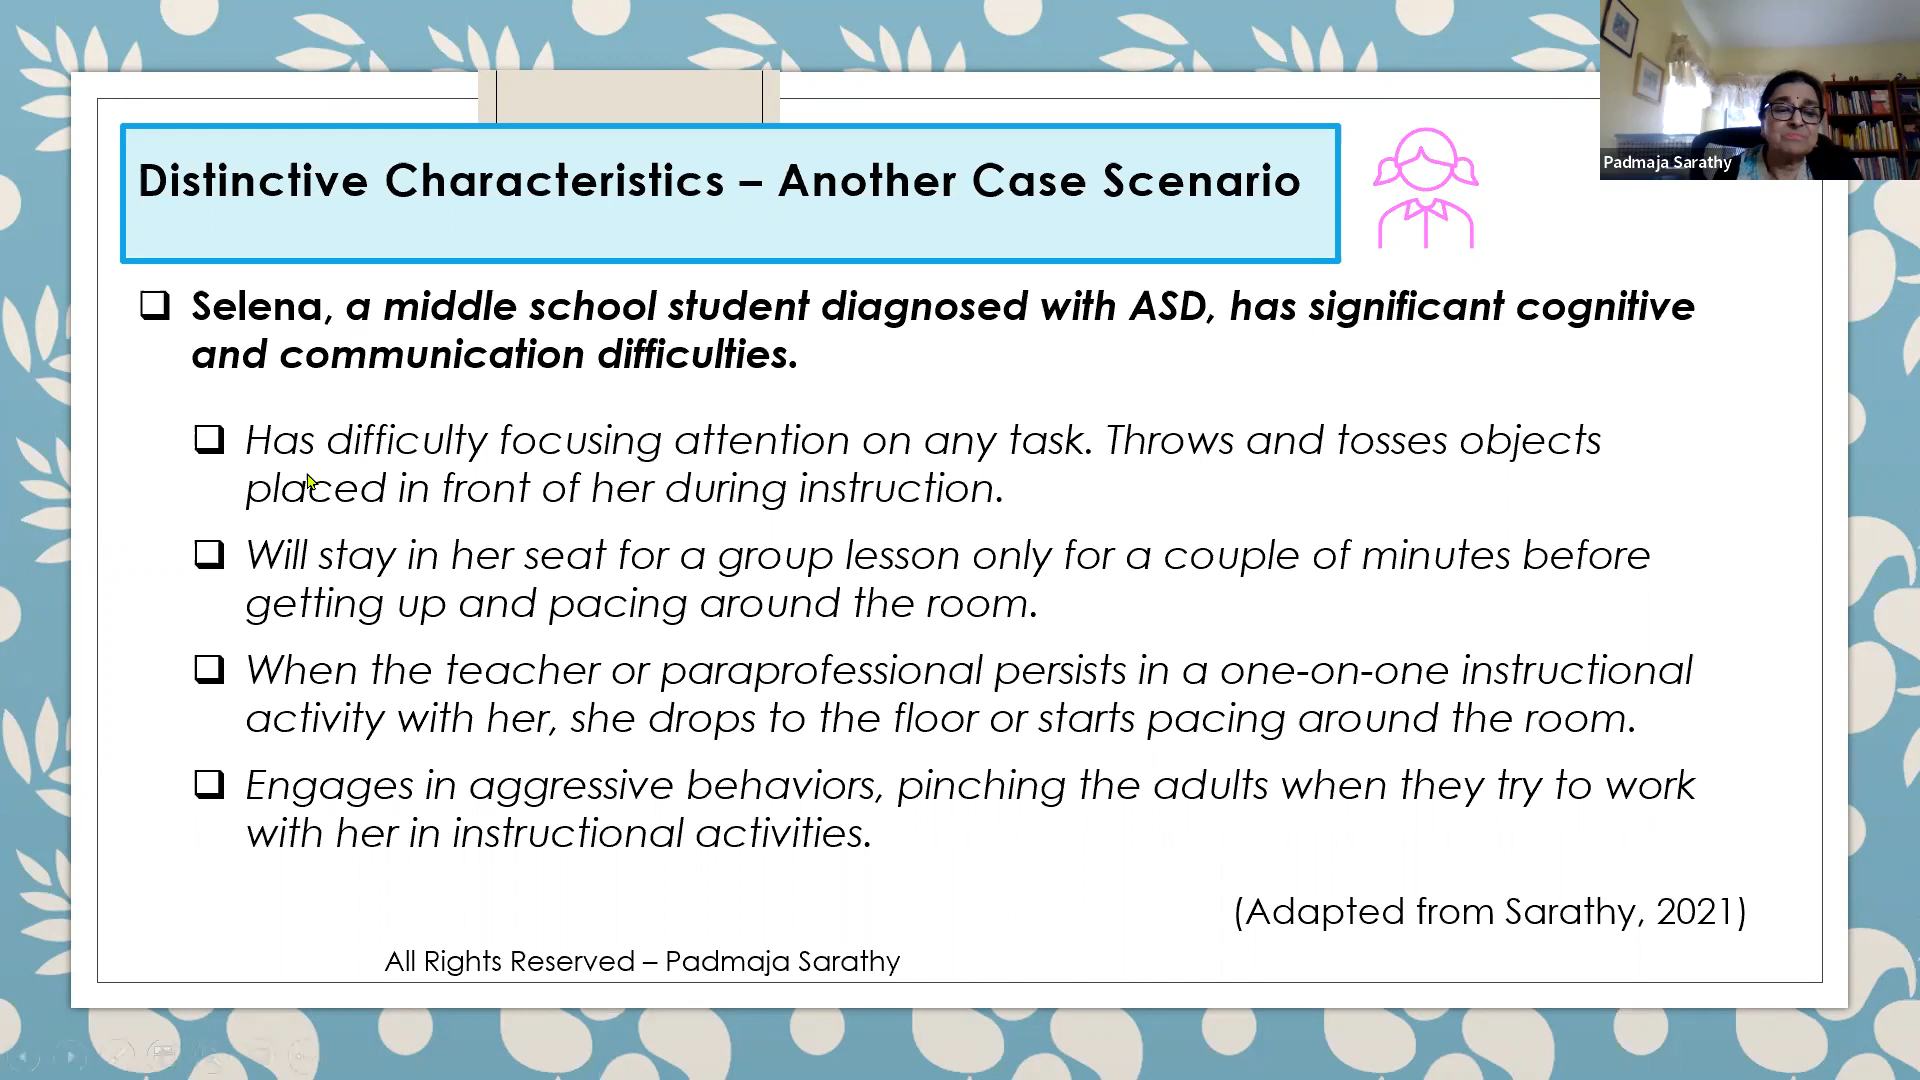 Distinctive Characteristics – Another Case Scenario
Padmaja Sarathy
Selena, a middle school student diagnosed with ASD, has significant cognitive
and communication difficulties.
Has difficulty focusing attention on any task. Throws and tosses objects
placed in front of her during instruction.
Will stay in her seat for a group lesson only for a couple of minutes before
getting up and pacing around the room.
When the teacher or paraprofessional persists in a one-on-one instructional
activity with her, she drops to the floor or starts pacing around the room.
Engages in aggressive behaviors, pinching the adults when they try to work
with her in instructional activities.
(Adapted from Sarathy, 2021)
All Rights Reserved – Padmaja Sarathy